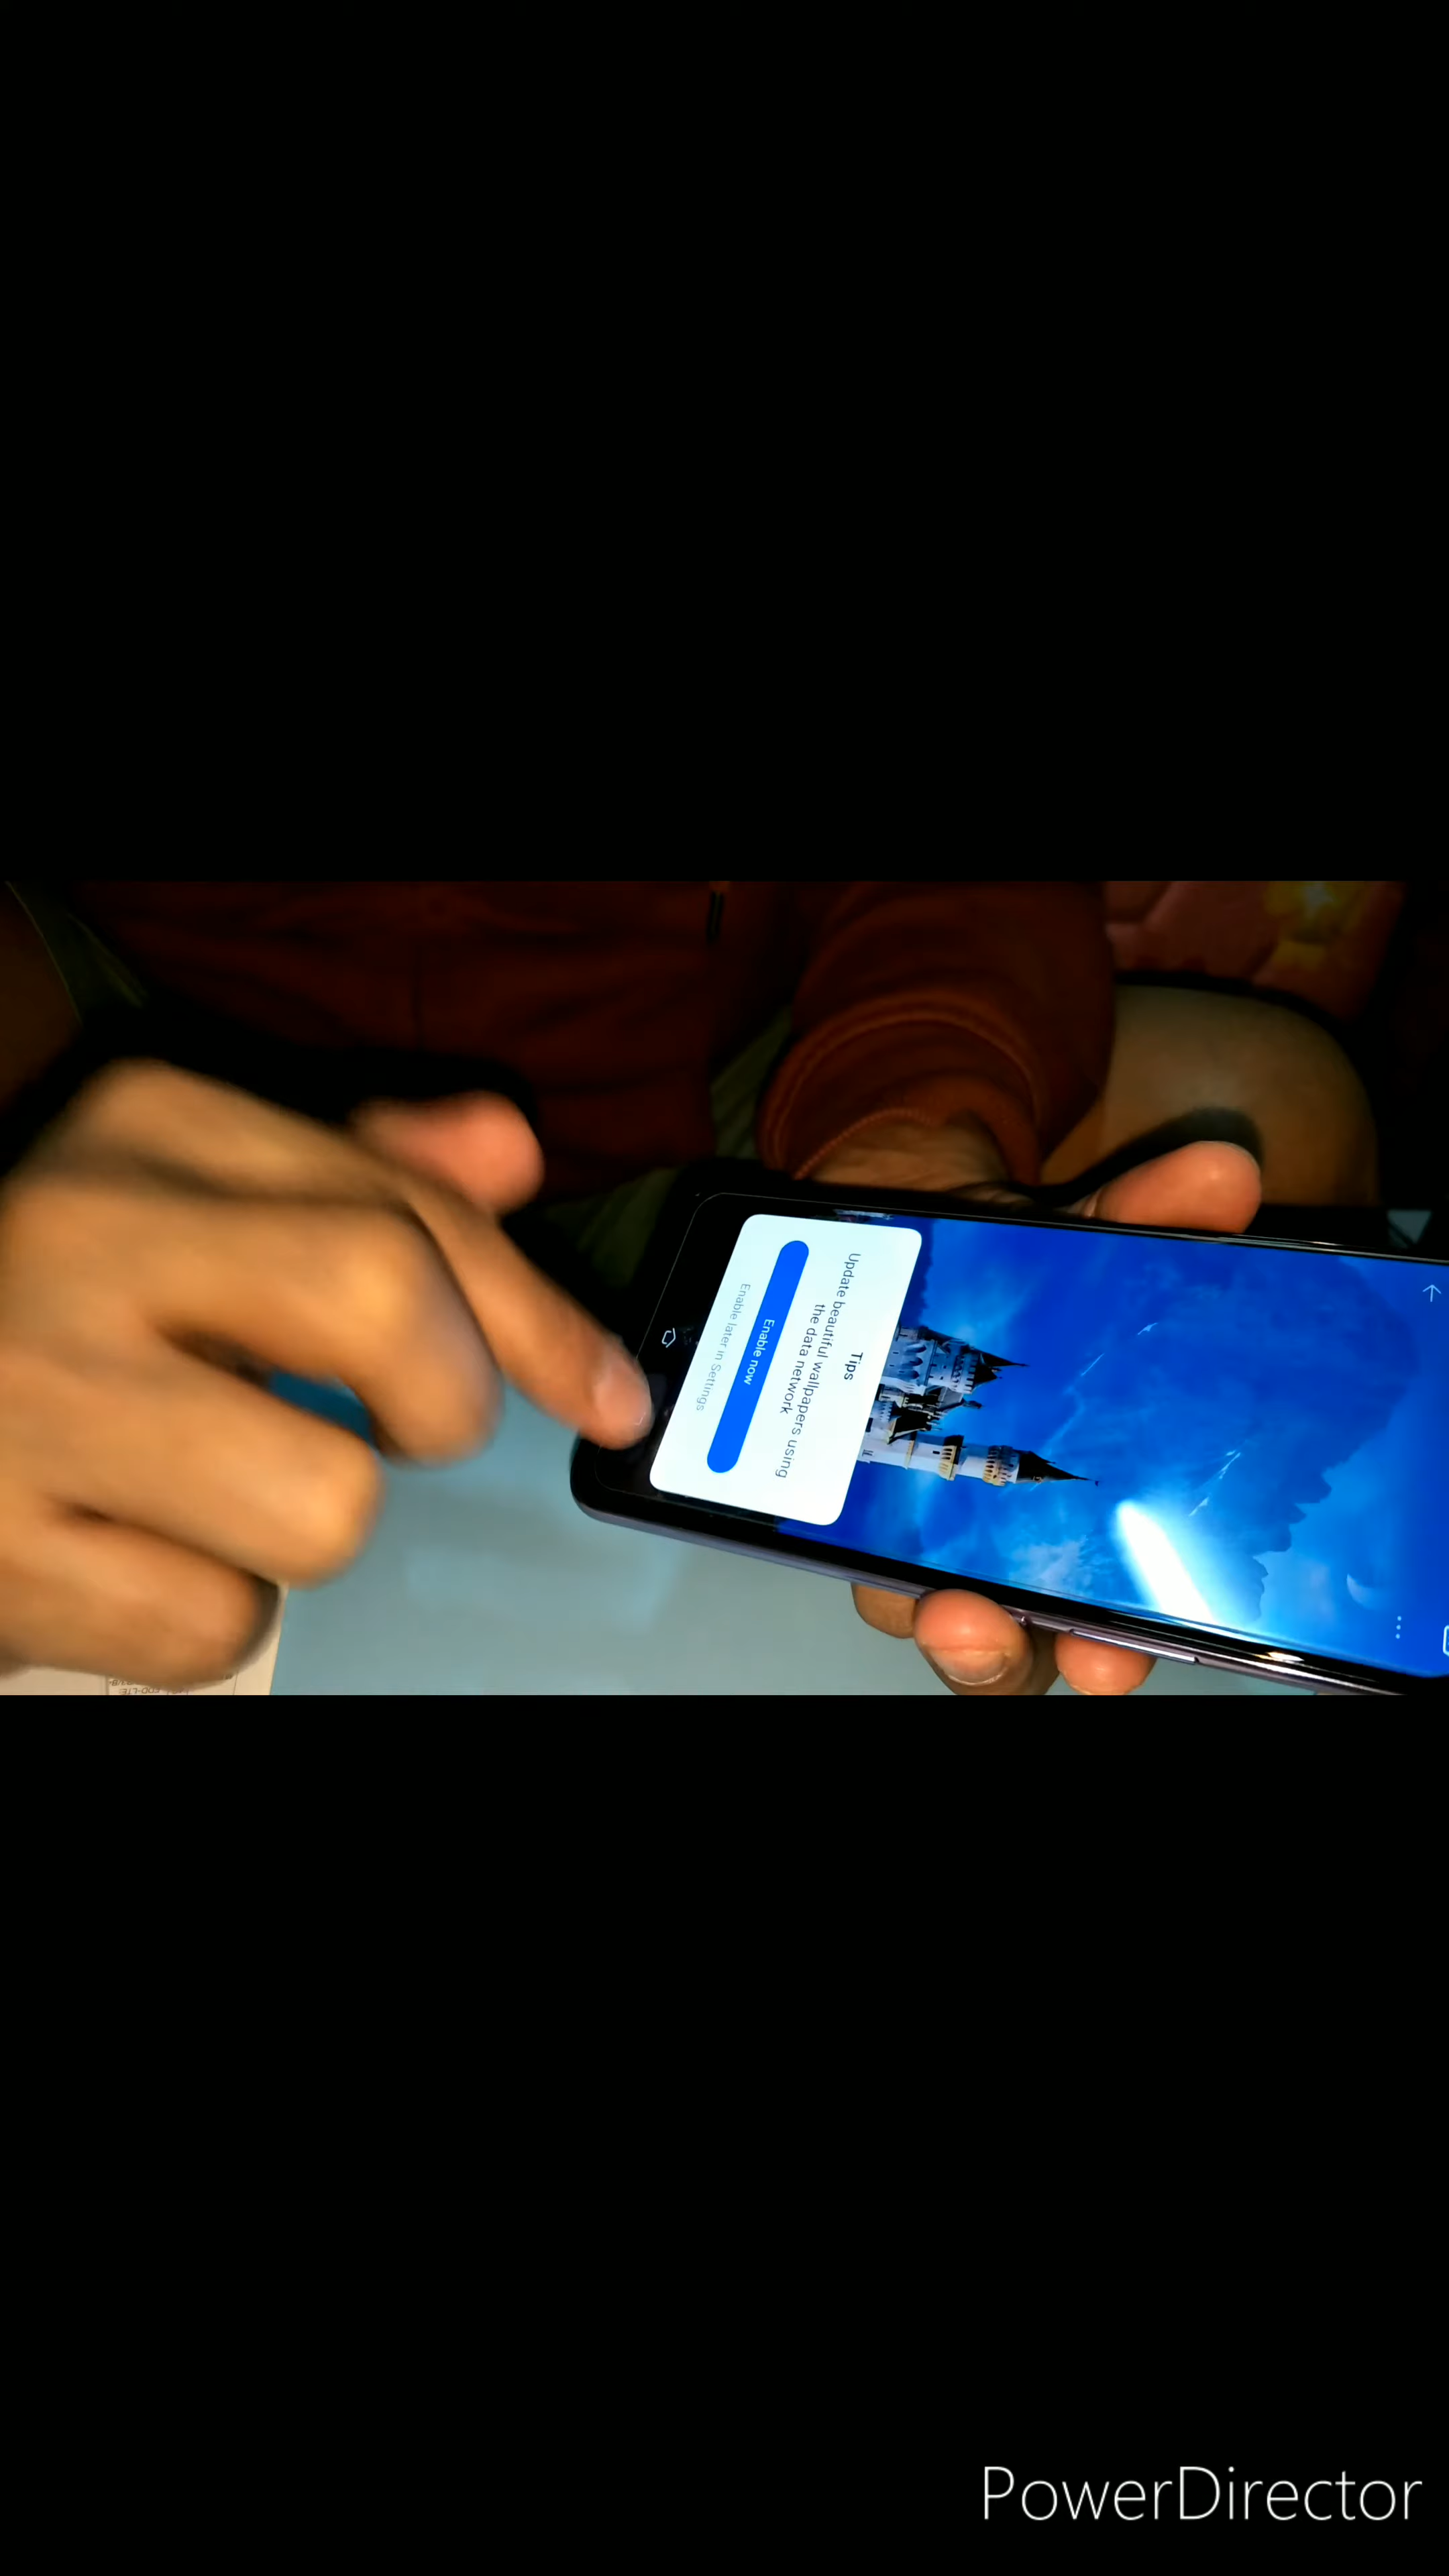 Tips
Update beautiful wallpapers using
the data network
Enable now
Enable later in Settings
PowerDirector